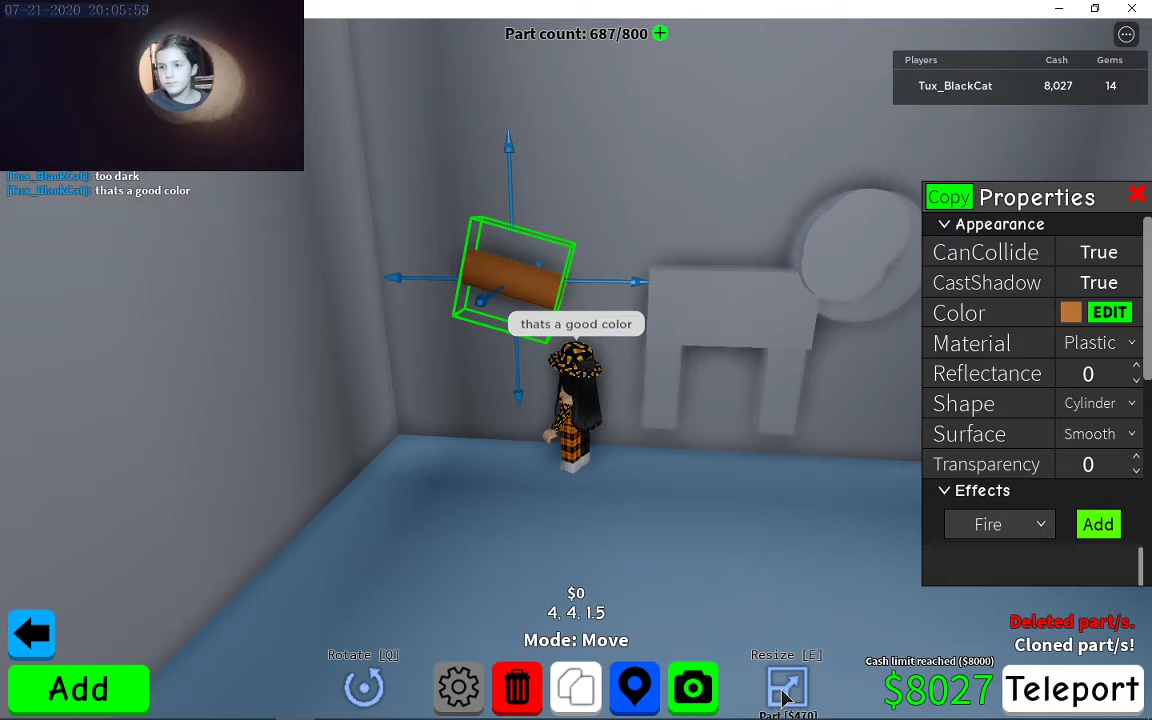 07-21-2020 20:05:59
Part count: 687/800 +
Players Cash Gems
Tux_BlackCat 8,027 14
[Tux_BlackCat]: too dark
[Tux_BlackCat]: thats a good color
Copy Properties
Appearance
CanCollide True
CastShadow True
Color EDIT
Material Plastic
Reflectance 0
Shape Cylinder
Surface Smooth
Transparency 0
Effects
Fire Add
thats a good color
$0
4, 4, 1.5
Mode: Move
Deleted part/s.
Cloned part/s!
Rotate [Q]
Resize [E]
Cash limit reached ($8000)
$8027
Add
Teleport
Part [$470]